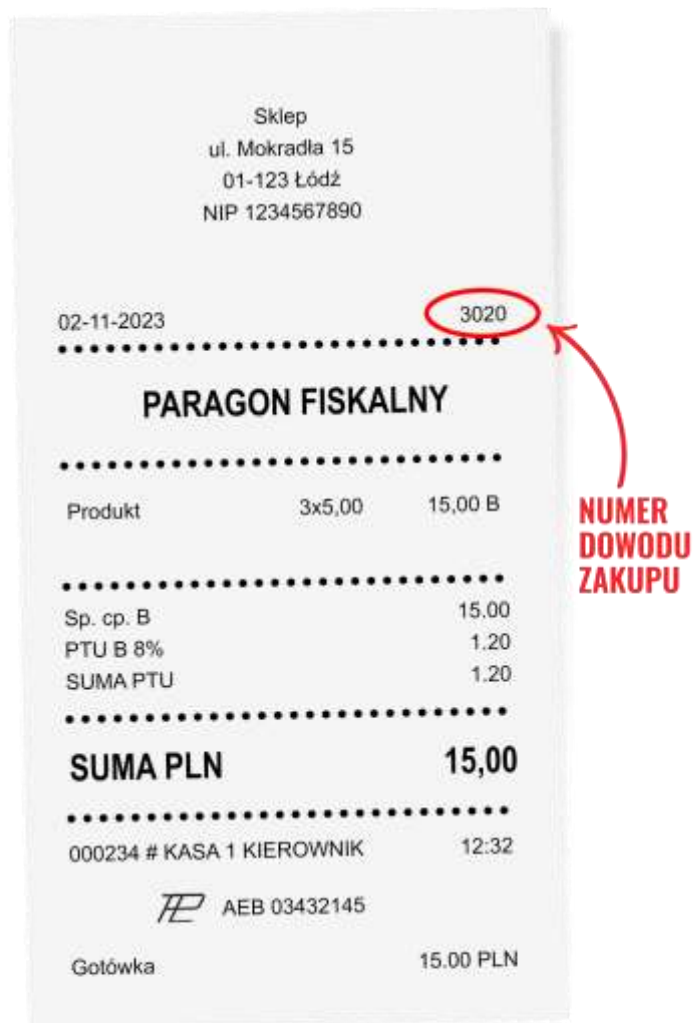 Sklep
ul. Mokradła 15
01-123 Łódź
NIP 1234567890
02-11-2023 3020
PARAGON FISKALNY
Produkt 3x5,00 15,00 B
Sp. cp. B 15.00
PTU B 8% 1.20
SUMA PTU 1.20
SUMA PLN 15,00
000234 # KASA 1 KIEROWNIK 12:32
AEB 03432145
Gotówka 15.00 PLN
NUMER
DOWODU
ZAKUPU